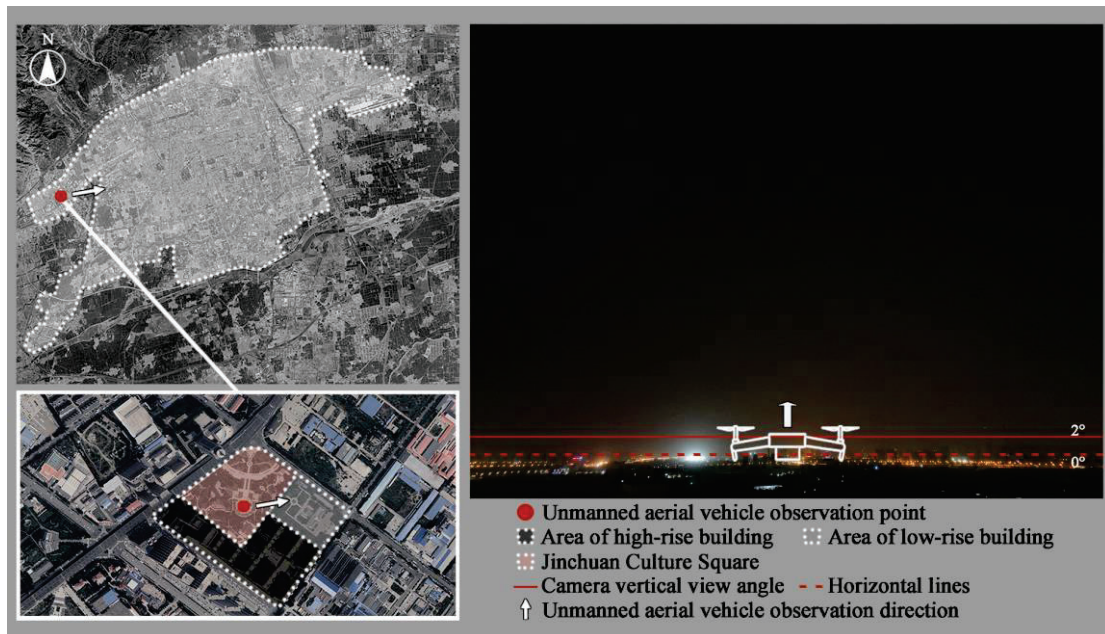 N
2°
0°
Unmanned aerial vehicle observation point
Area of high-rise building Area of low-rise building
Jinchuan Culture Square
Camera vertical view angle Horizontal lines
Unmanned aerial vehicle observation direction